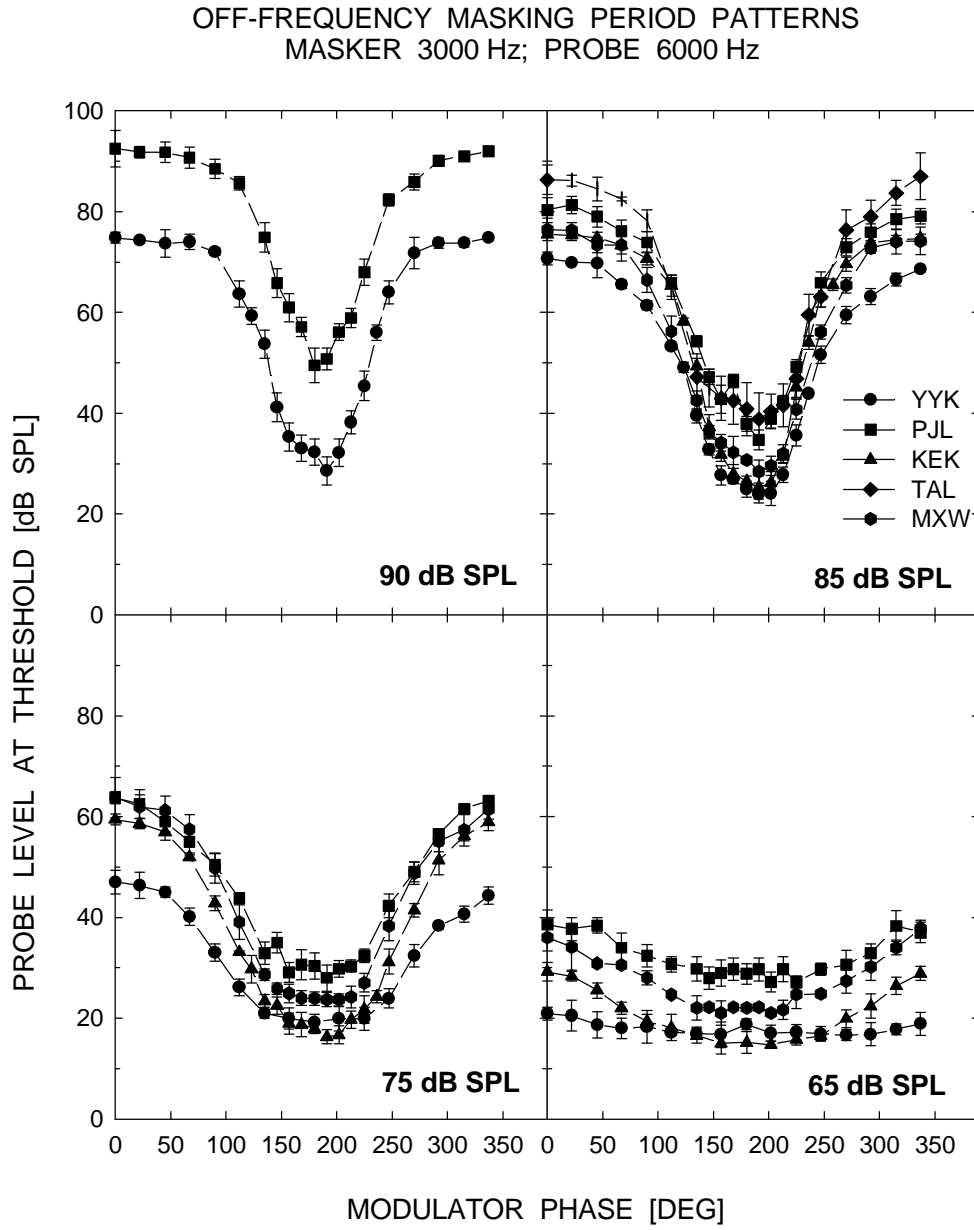 OFF-FREQUENCY MASKING PERIOD PATTERNS
MASKER 3000 Hz; PROBE 6000 Hz
PROBE LEVEL AT THRESHOLD [dB SPL]
100
80
60
40
20
0
90 dB SPL
85 dB SPL
YYK
PJL
KEK
TAL
MXW
80
60
40
20
0
75 dB SPL
65 dB SPL
0 50 100 150 200 250 300 350 0 50 100 150 200 250 300 350
MODULATOR PHASE [DEG]